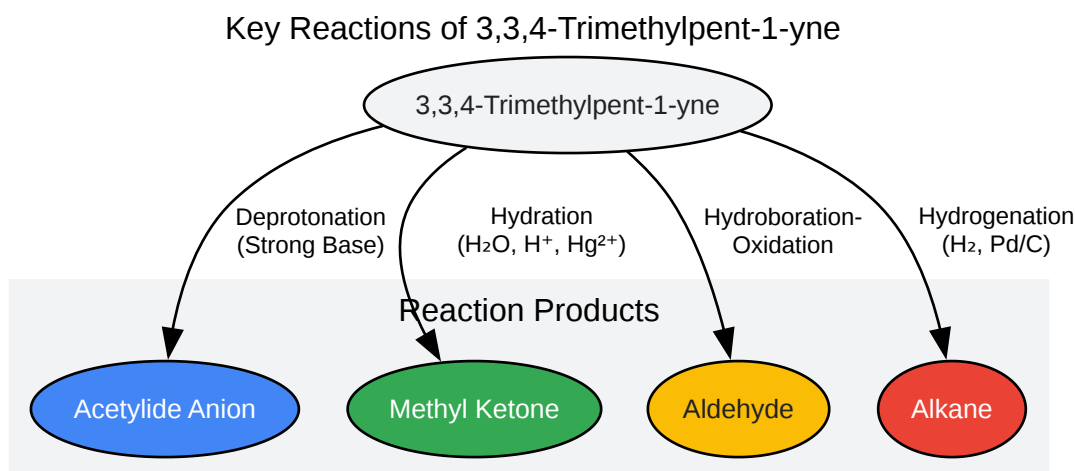 Key Reactions of 3,3,4-Trimethylpent-1-yne
3,3,4-Trimethylpent-1-yne
Deprotonation
(Strong Base)
Hydration
(H₂O, H⁺, Hg²⁺)
Hydroboration-
Oxidation
Hydrogenation
(H₂, Pd/C)
Reaction Products
Acetylide Anion
Methyl Ketone
Aldehyde
Alkane